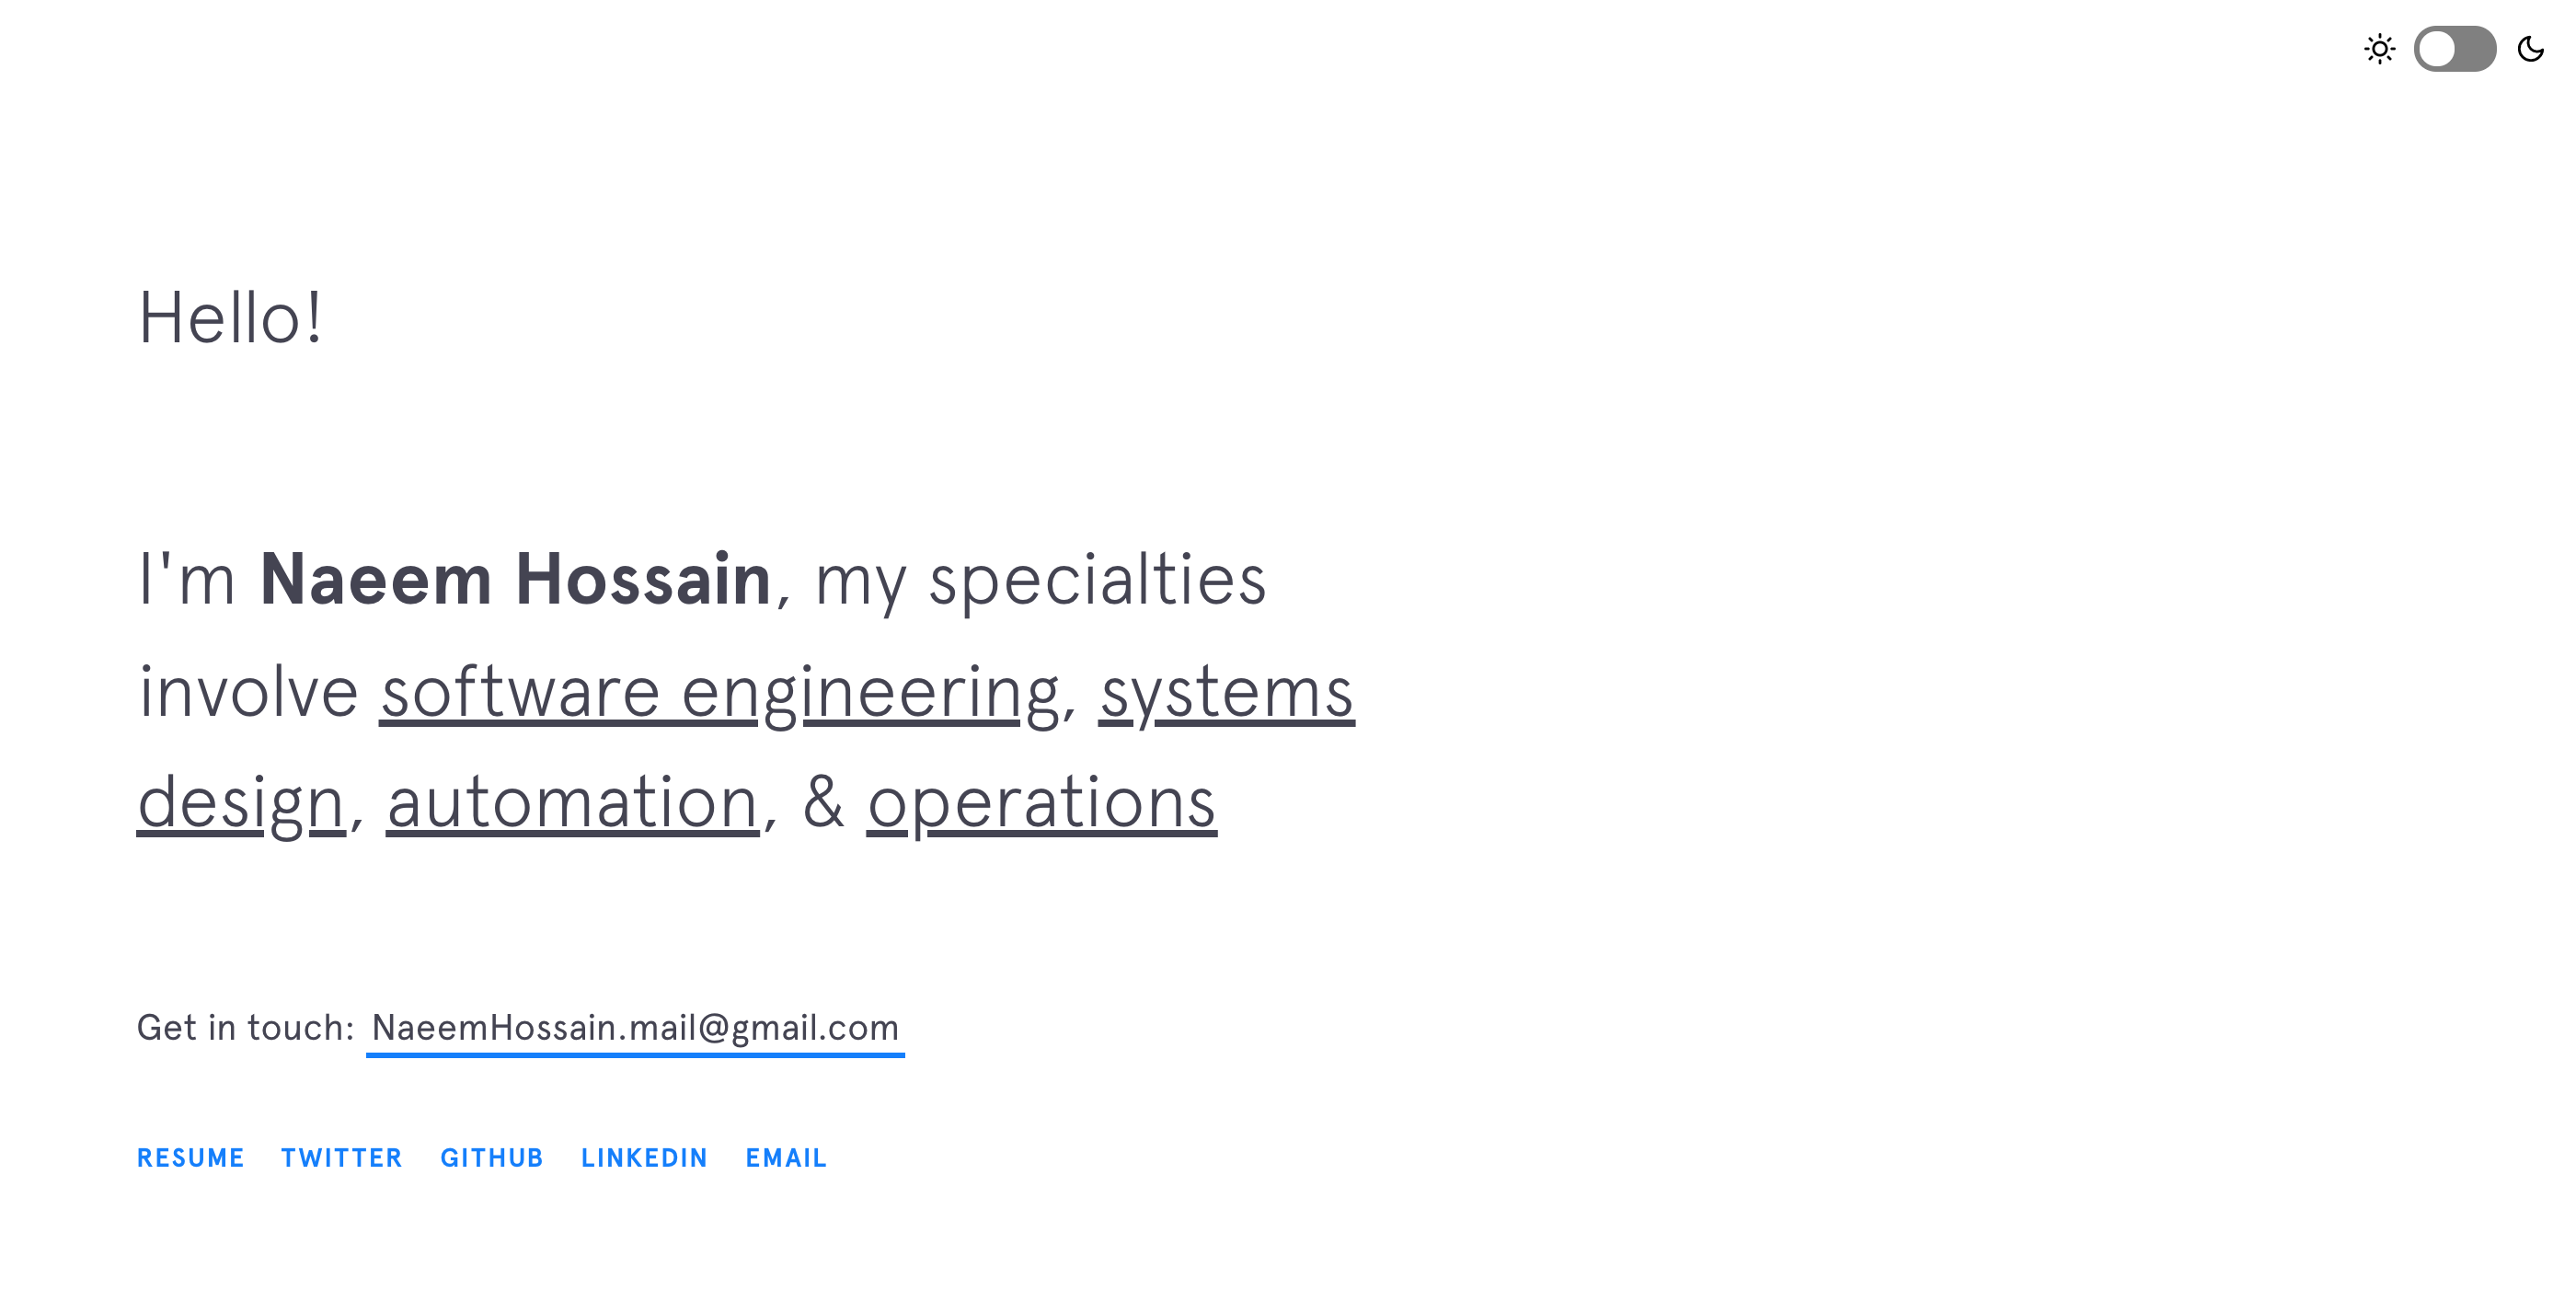 Hello!
I'm Naeem Hossain, my specialties
involve software engineering, systems
design, automation, & operations
Get in touch: NaeemHossain.mail@gmail.com
RESUME TWITTER GITHUB LINKEDIN EMAIL